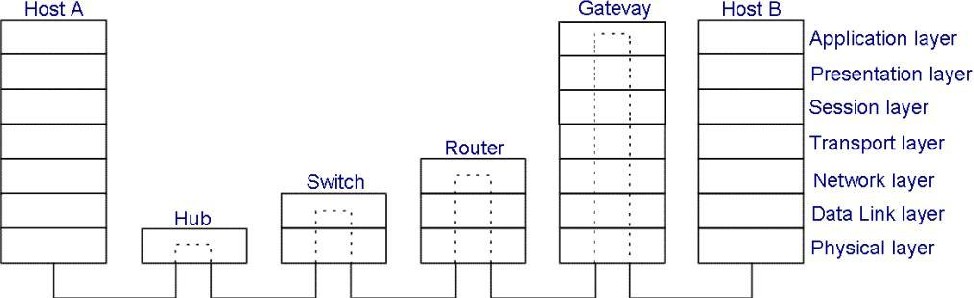 Host A
Gatevay
Host B
Application layer
Presentation layer
Session layer
Transport layer
Router
Network layer
Switch
Data Link layer
Hub
Physical layer